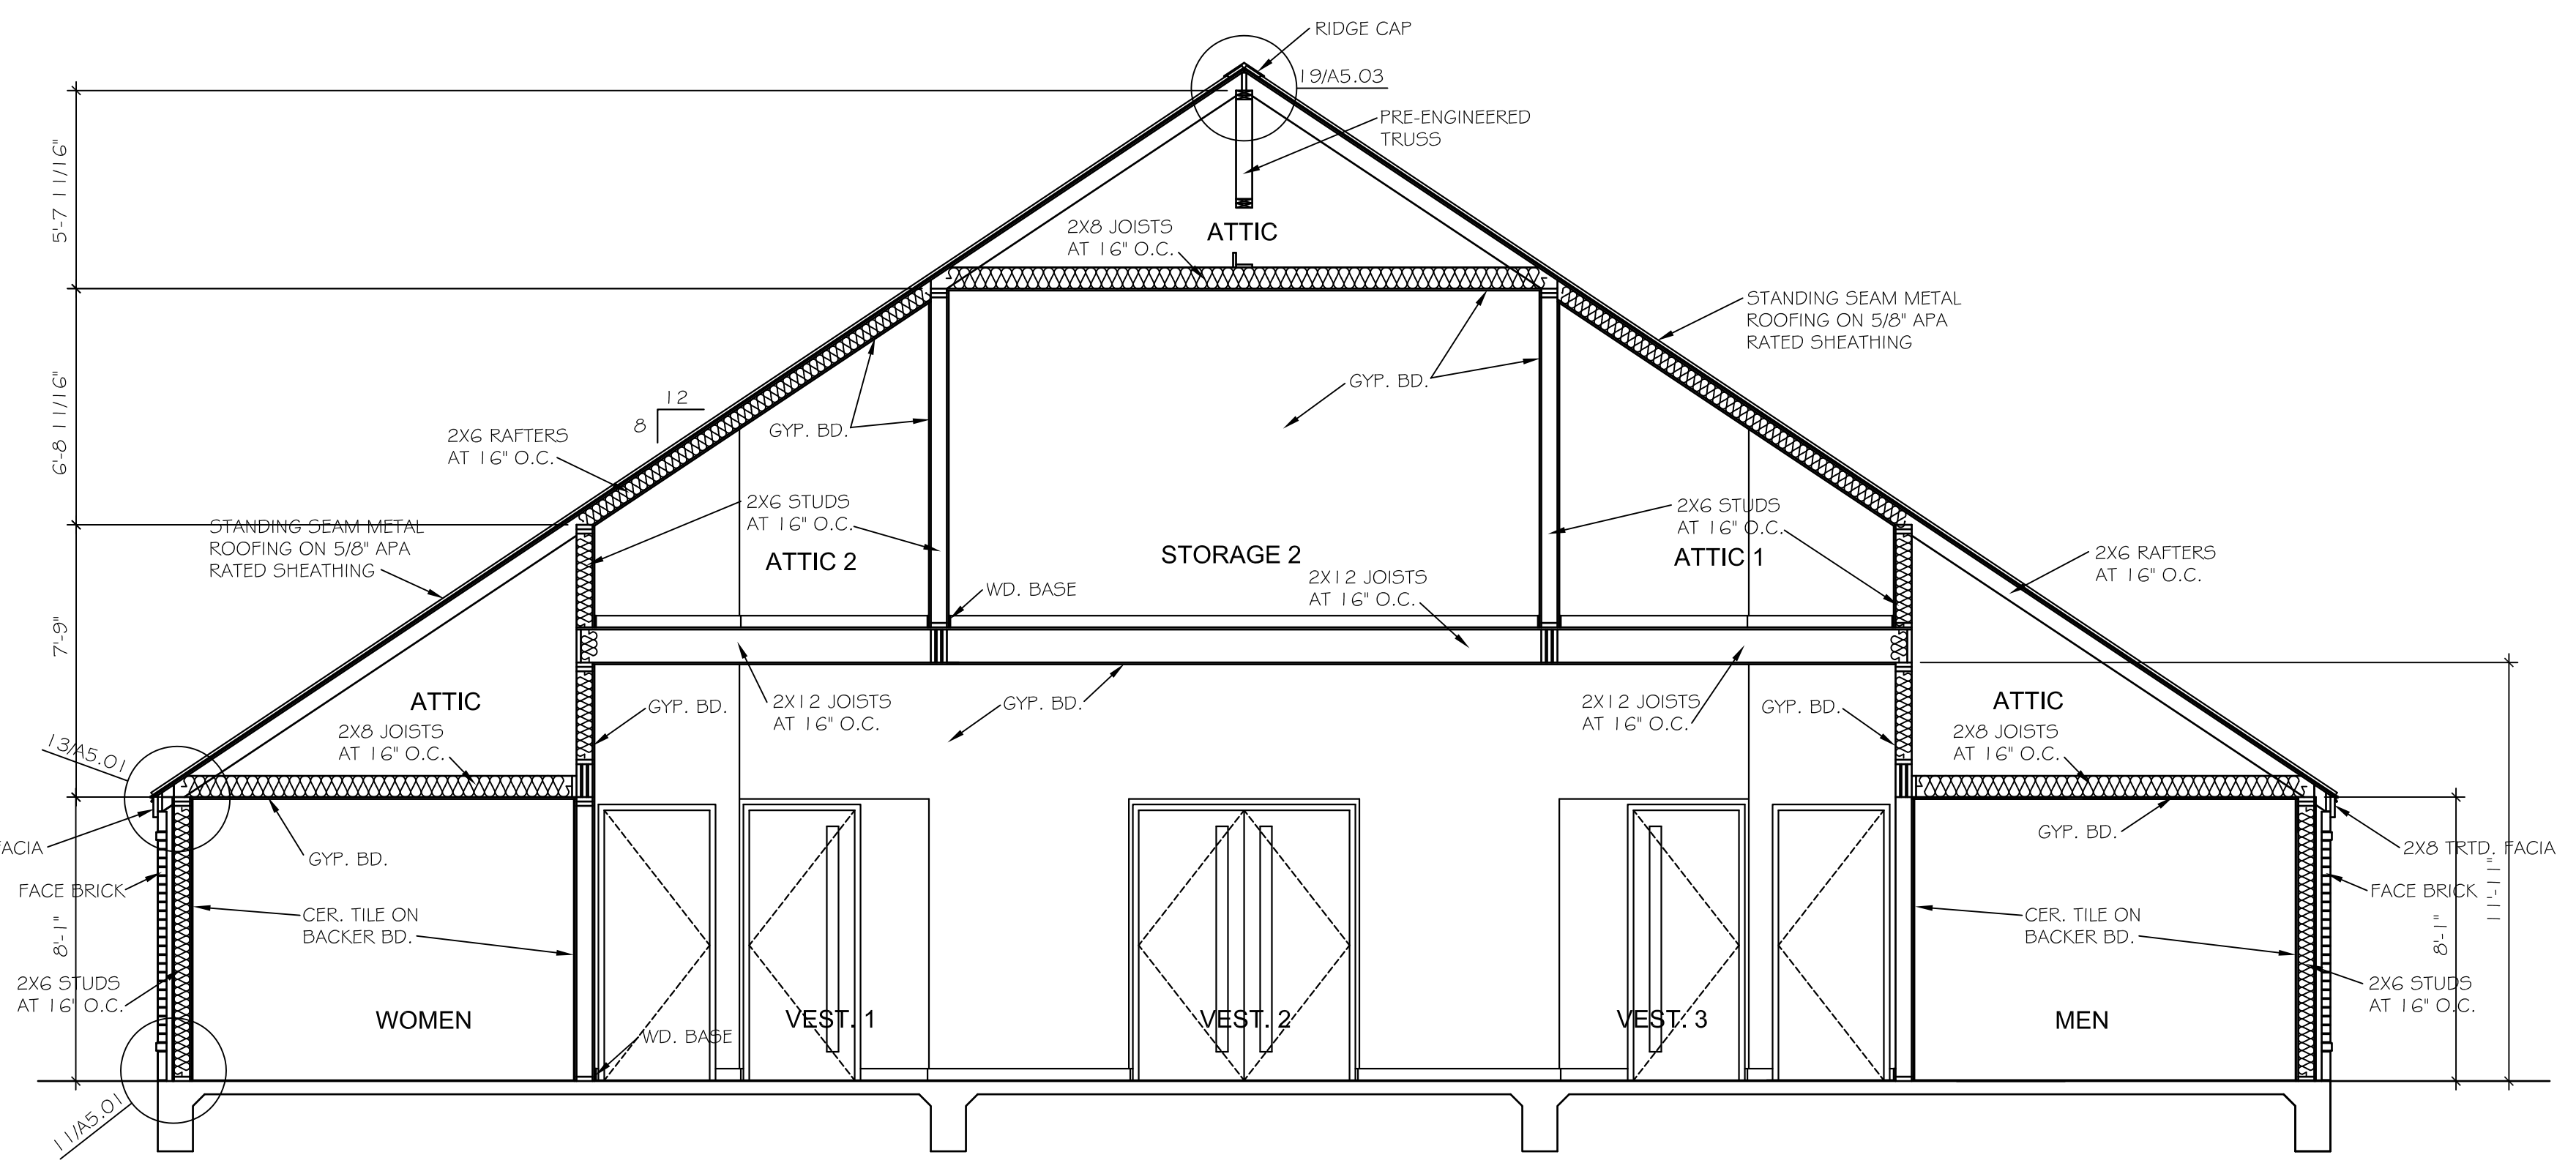 RIDGE CAP
19/A5.03
PRE-ENGINEERED
TRUSS
5'-7 11/16"
2X8 JOISTS
AT 16" O.C.
ATTIC
STANDING SEAM METAL
ROOFING ON 5/8" APA
RATED SHEATHING
6'-8 11/16"
12
8
GYP. BD.
GYP. BD.
2X6 RAFTERS
AT 16" O.C.
2X6 STUDS
AT 16" O.C.
2X6 STUDS
AT 16" O.C.
STANDING SEAM METAL
ROOFING ON 5/8" APA
RATED SHEATHING
ATTIC 2
STORAGE 2
ATTIC 1
2X6 RAFTERS
AT 16" O.C.
WD. BASE
2X12 JOISTS
AT 16" O.C.
7'-9"
ATTIC
2X8 JOISTS
AT 16" O.C.
GYP. BD.
2X12 JOISTS
AT 16" O.C.
GYP. BD.
2X12 JOISTS
AT 16" O.C.
GYP. BD.
ATTIC
2X8 JOISTS
AT 16" O.C.
13/A5.01
ACIA
GYP. BD.
GYP. BD.
2X8 TRTD. FACIA
FACE BRICK
FACE BRICK
8'-1"
CER. TILE ON
BACKER BD.
CER. TILE ON
BACKER BD.
8'-1"
11'-11"
2X6 STUDS
AT 16" O.C.
2X6 STUDS
AT 16" O.C.
WOMEN
VEST. 1
VEST. 2
VEST. 3
MEN
WD. BASE
11/A5.01